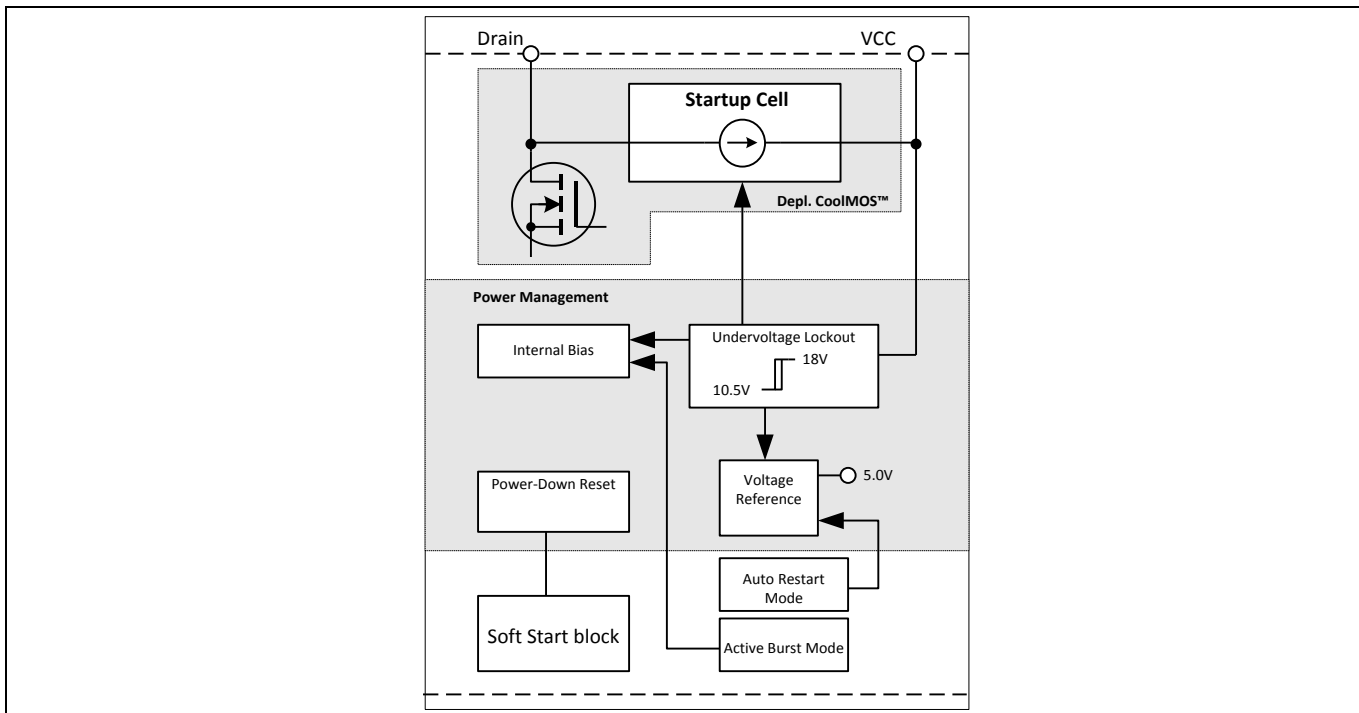 Drain
VCC
Startup Cell
Depl. CoolMOS™
Power Management
Internal Bias
Undervoltage Lockout
18V
10.5V
Power-Down Reset
Voltage
Reference
5.0V
Auto Restart
Mode
Soft Start block
Active Burst Mode